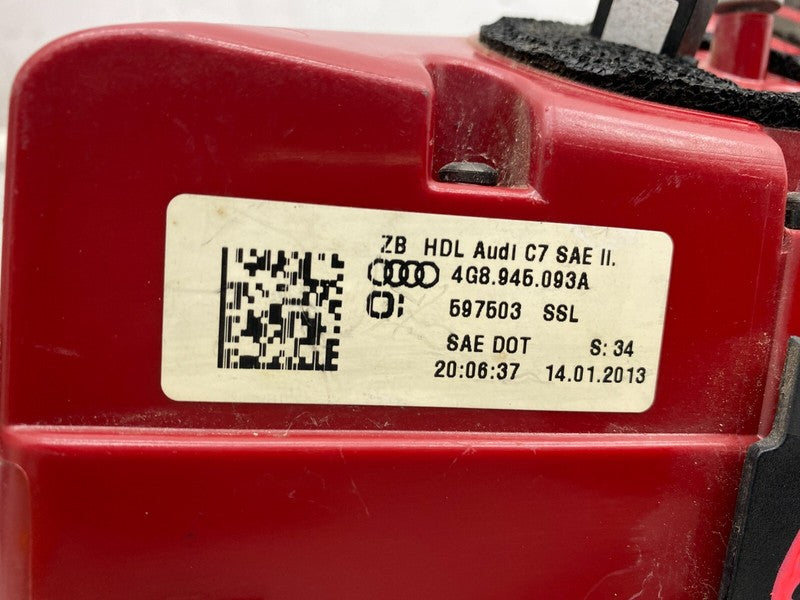 ZB HDL Audi C7 SAE II.
4G8.945.093A
597503 SSL
SAE DOT S: 34
20:06:37 14.01.2013